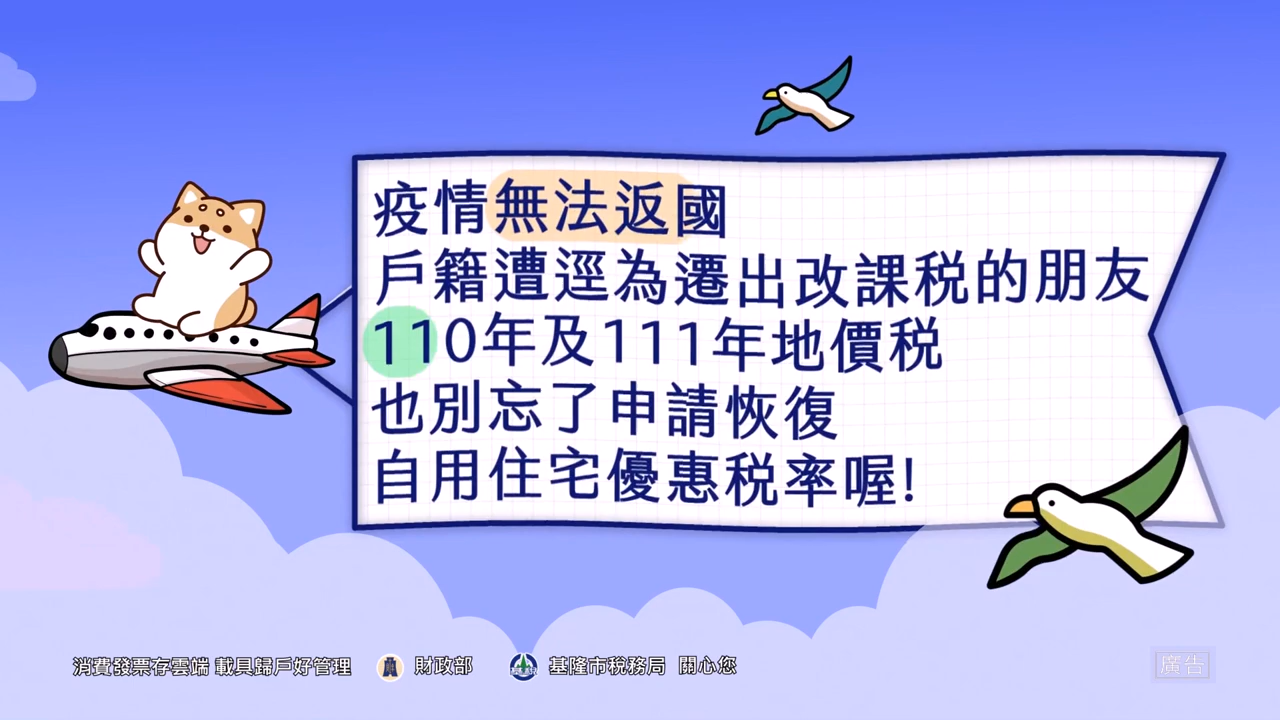 疫情無法返國
戶籍遭逕為遷出改課税的朋友
110年及111年地價税
也別忘了申請恢復
自用住宅優惠税率喔!
消費發票存雲端 載具歸戶好管理 財政部 基隆市稅務局 關心您
廣告